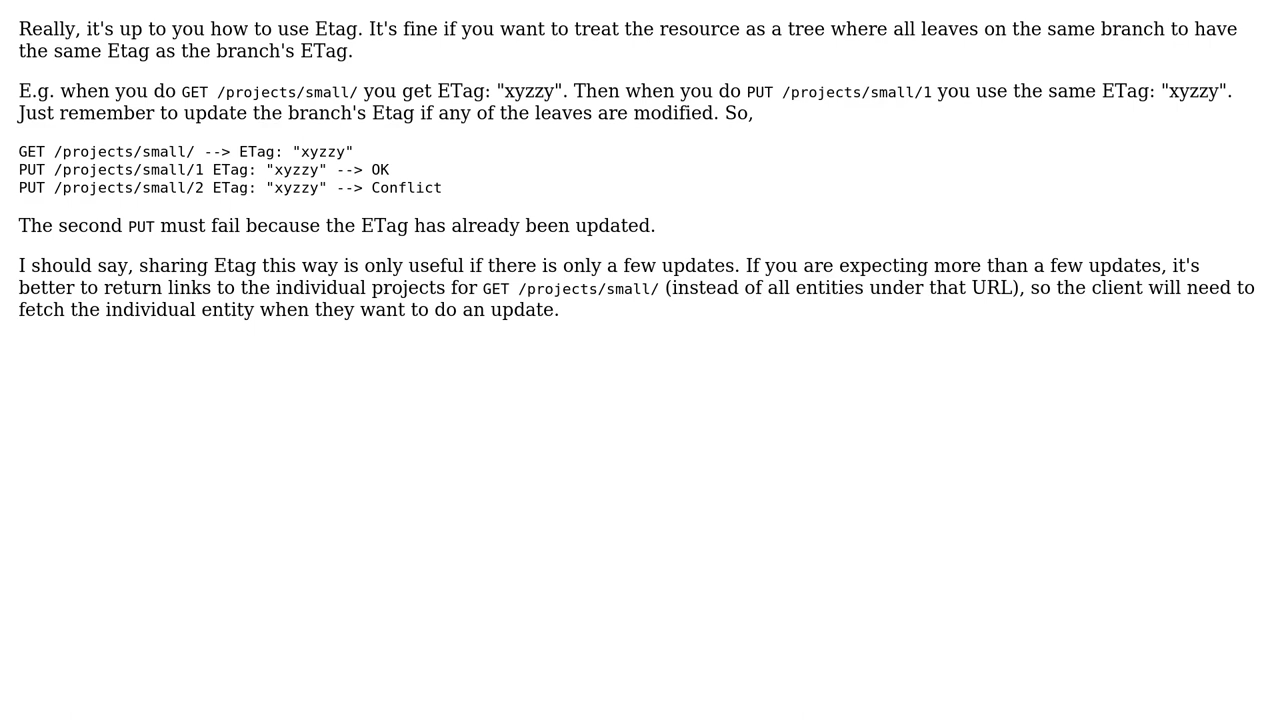 Really, it's up to you how to use Etag. It's fine if you want to treat the resource as a tree where all leaves on the same branch to have
the same Etag as the branch's ETag.
E.g. when you do GET /projects/small/ you get ETag: "xyzzy". Then when you do PUT /projects/small/1 you use the same ETag: "xyzzy".
Just remember to update the branch's Etag if any of the leaves are modified. So,
GET /projects/small/ --> ETag: "xyzzy"
PUT /projects/small/1 ETag: "xyzzy" --> OK
PUT /projects/small/2 ETag: "xyzzy" --> Conflict
The second PUT must fail because the ETag has already been updated.
I should say, sharing Etag this way is only useful if there is only a few updates. If you are expecting more than a few updates, it's
better to return links to the individual projects for GET /projects/small/ (instead of all entities under that URL), so the client will need to
fetch the individual entity when they want to do an update.